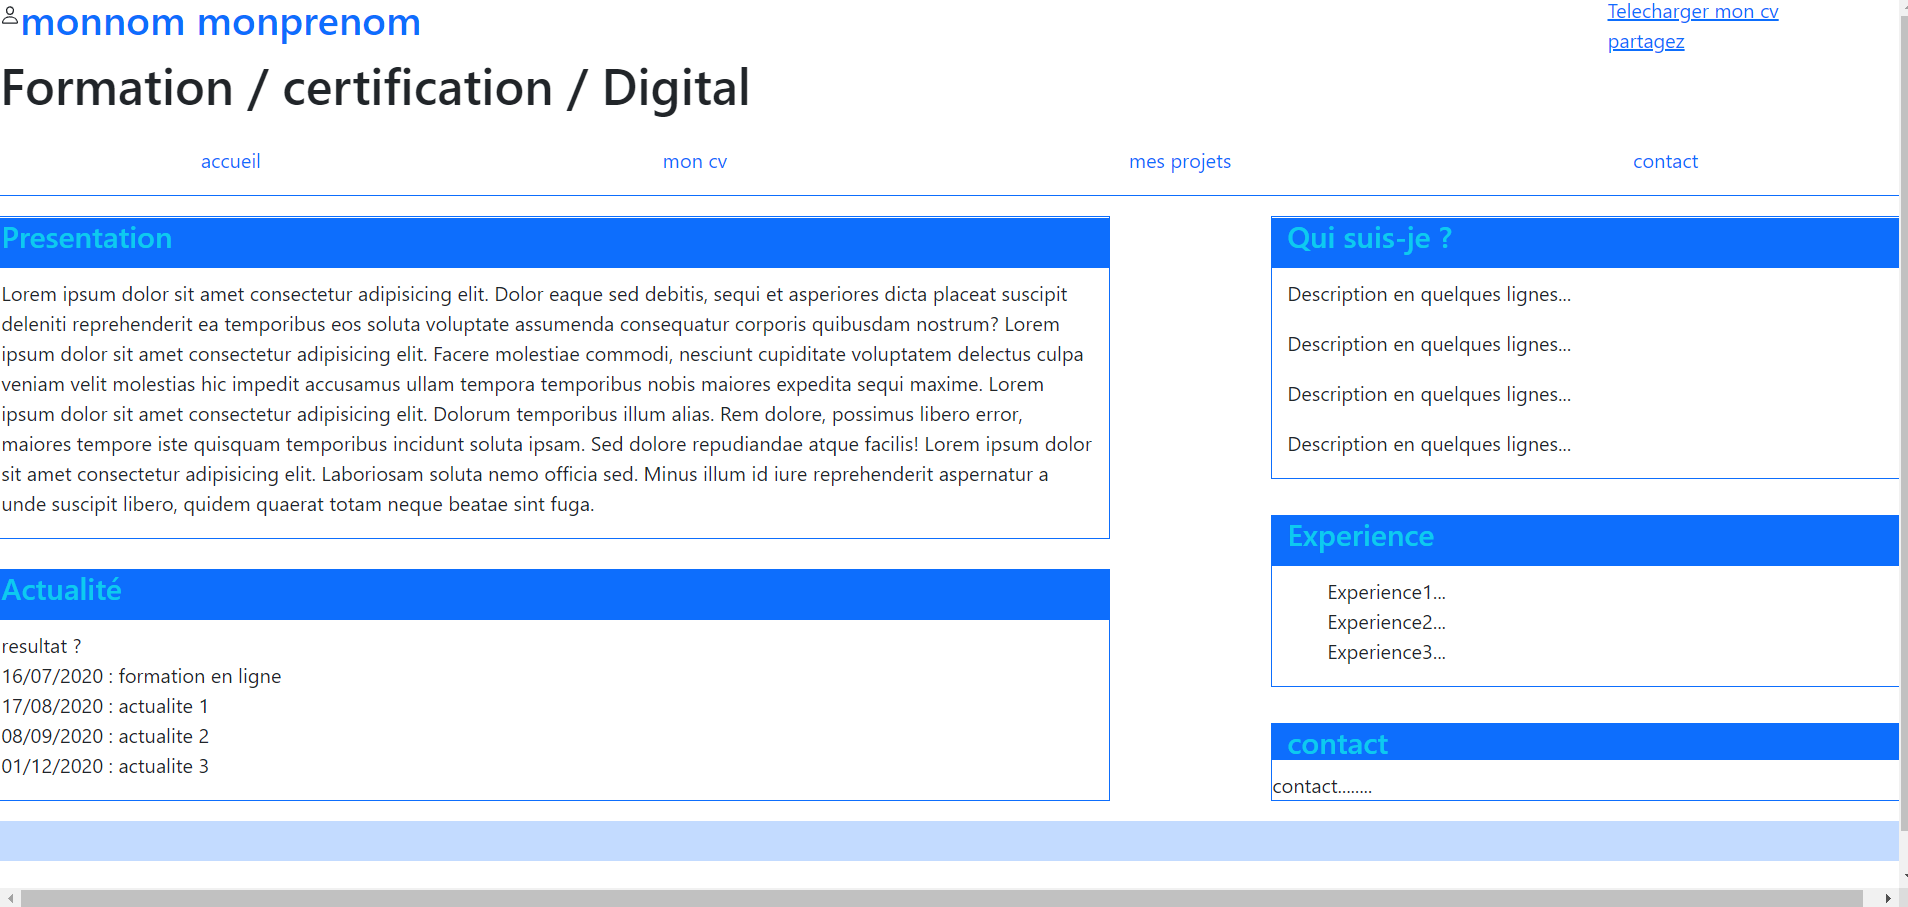 monnom monprenom
Telecharger mon cv
partagez
Formation / certification / Digital
accueil
mon cv
mes projets
contact
Presentation
Lorem ipsum dolor sit amet consectetur adipisicing elit. Dolor eaque sed debitis, sequi et asperiores dicta placeat suscipit
deleniti reprehenderit ea temporibus eos soluta voluptate assumenda consequatur corporis quibusdam nostrum? Lorem
ipsum dolor sit amet consectetur adipisicing elit. Facere molestiae commodi, nesciunt cupiditate voluptatem delectus culpa
veniam velit molestias hic impedit accusamus ullam tempora temporibus nobis maiores expedita sequi maxime. Lorem
ipsum dolor sit amet consectetur adipisicing elit. Dolorum temporibus illum alias. Rem dolore, possimus libero error,
maiores tempore iste quisquam temporibus incidunt soluta ipsam. Sed dolore repudiandae atque facilis! Lorem ipsum dolor
sit amet consectetur adipisicing elit. Laboriosam soluta nemo officia sed. Minus illum id iure reprehenderit aspernatur a
unde suscipit libero, quidem quaerat totam neque beatae sint fuga.
Actualité
resultat ?
16/07/2020 : formation en ligne
17/08/2020 : actualite 1
08/09/2020 : actualite 2
01/12/2020 : actualite 3
Qui suis-je ?
Description en quelques lignes...
Description en quelques lignes...
Description en quelques lignes...
Description en quelques lignes...
Experience
Experience1...
Experience2...
Experience3...
contact
contact........